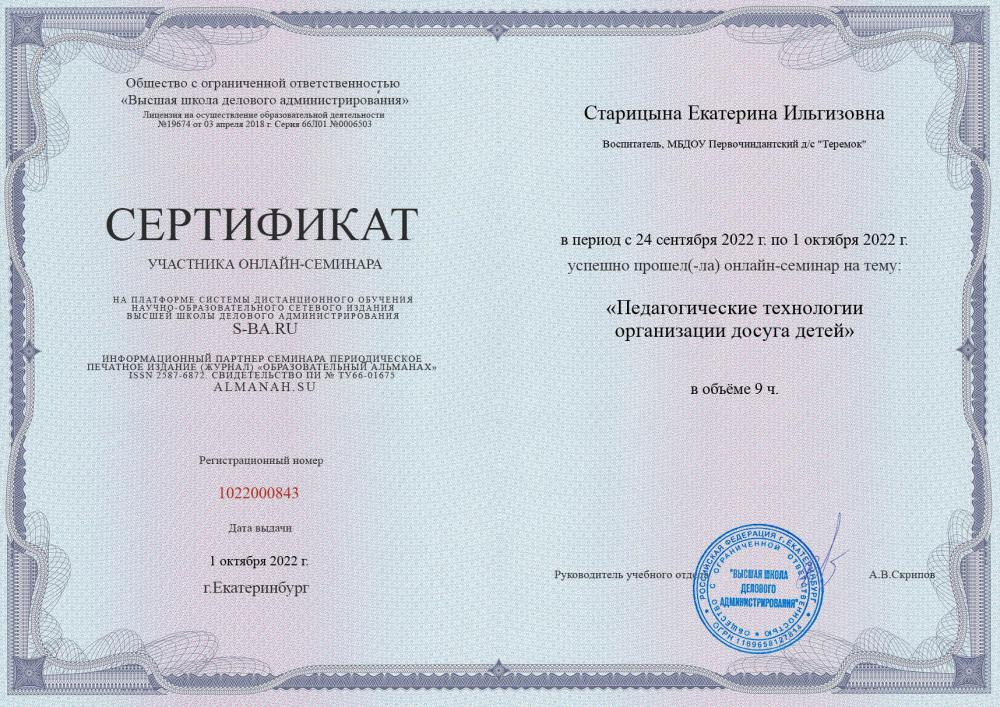 Общество с ограниченной ответственностью
«Высшая школа делового администрирования»
Лицензия на осуществление образовательной деятельности
№19674 от 03 апреля 2018 г. Серия 66Л01 №0006503
СЕРТИФИКАТ
УЧАСТНИКА ОНЛАЙН-СЕМИНАРА
НА ПЛАТФОРМЕ СИСТЕМЫ ДИСТАНЦИОННОГО ОБУЧЕНИЯ
НАУЧНО-ОБРАЗОВАТЕЛЬНОГО СЕТЕВОГО ИЗДАНИЯ
ВЫСШЕЙ ШКОЛЫ ДЕЛОВОГО АДМИНИСТРИРОВАНИЯ
S-BA.RU
ИНФОРМАЦИОННЫЙ ПАРТНЕР СЕМИНАРА ПЕРИОДИЧЕСКОЕ
ПЕЧАТНОЕ ИЗДАНИЕ (ЖУРНАЛ) «ОБРАЗОВАТЕЛЬНЫЙ АЛЬМАНАХ»
ISSN 2587-6872. СВИДЕТЕЛЬСТВО ПИ № ТУ66-01675
ALMANAH.SU
Регистрационный номер
1022000843
Дата выдачи
1 октября 2022 г.
г.Екатеринбург
Старицына Екатерина Ильгизовна
Воспитатель, МБДОУ Первочиндантский д/с "Теремок"
в период с 24 сентября 2022 г. по 1 октября 2022 г.
успешно прошел(-ла) онлайн-семинар на тему:
«Педагогические технологии
организации досуга детей»
в объёме 9 ч.
Руководитель учебного отде
А.В.Скрипов
РОССИЙСКАЯ ФЕДЕРАЦИЯ г. ЕКАТЕРИНБУРГ
ОБЩЕСТВО С ОГРАНИЧЕННОЙ ОТВЕТСТВЕННОСТЬЮ
"ВЫСШАЯ ШКОЛА
ДЕЛОВОГО
АДМИНИСТРИРОВАНИЯ"
ОГРН 1169658127814